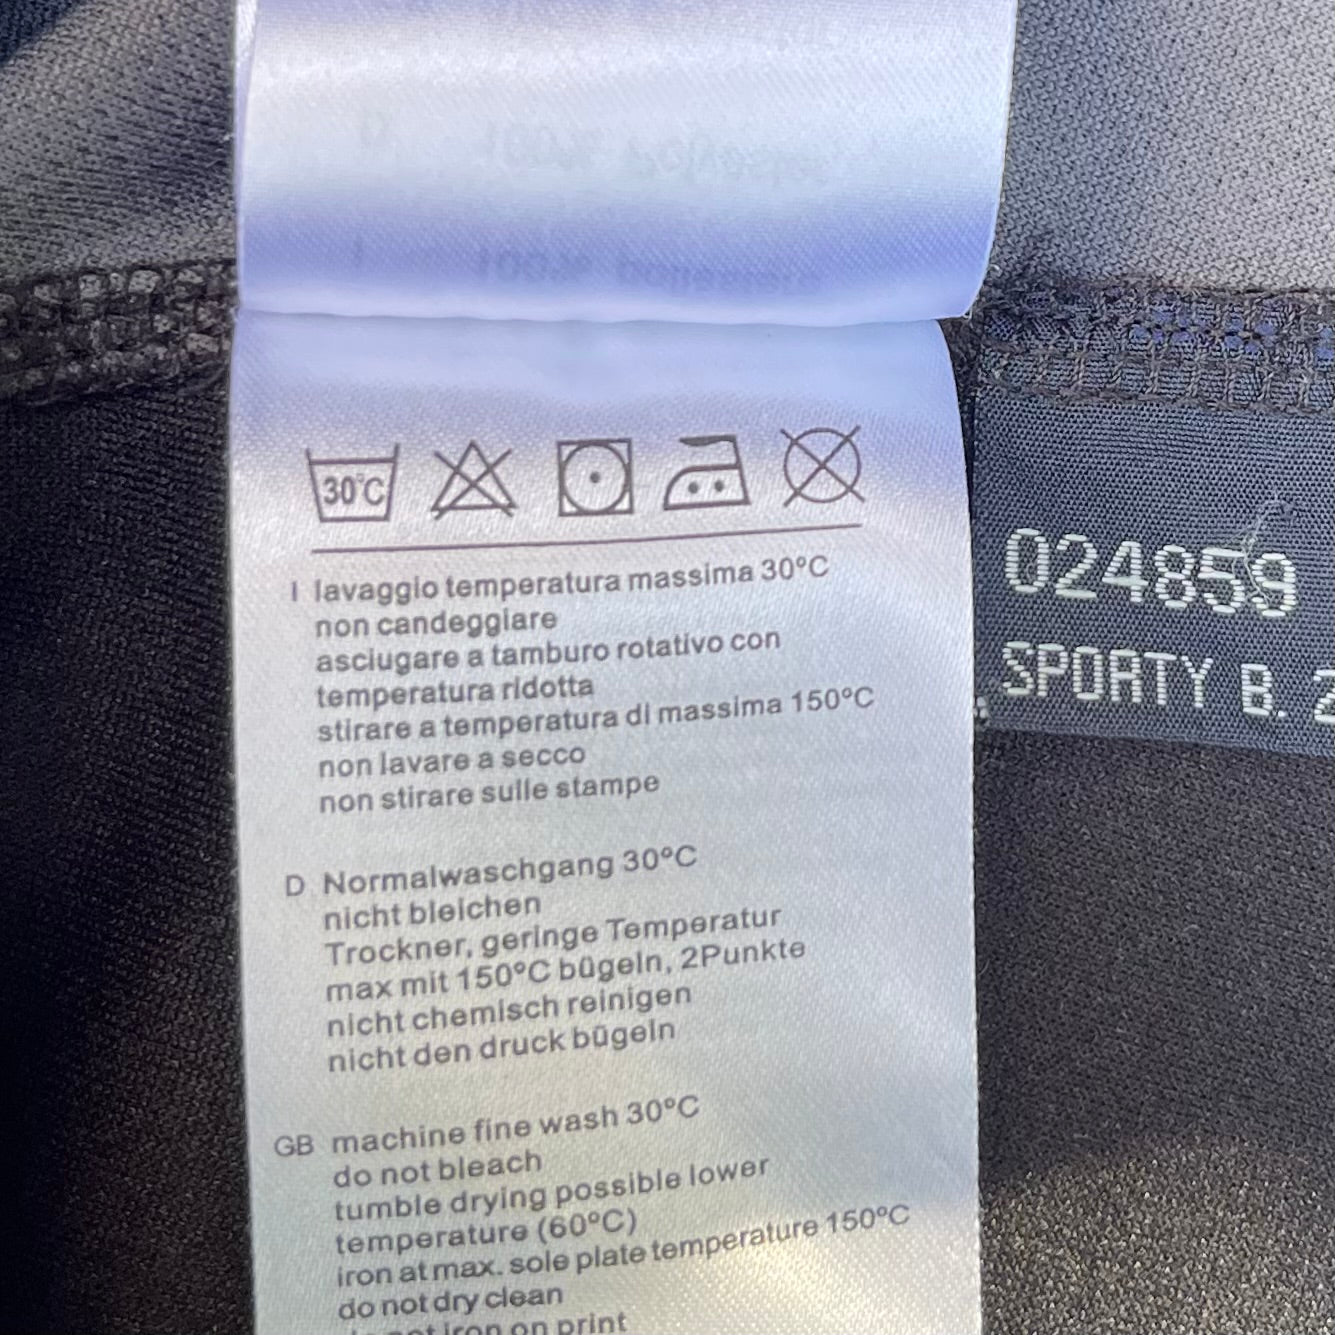 30°C
I lavaggio temperatura massima 30°C
non candeggiare
asciugare a tamburo rotativo con
temperatura ridotta
stirare a temperatura di massima 150°C
non lavare a secco
non stirare sulle stampe
D Normalwaschgang 30°C
nicht bleichen
Trockner, geringe Temperatur
max mit 150°C bügeln, 2Punkte
nicht chemisch reinigen
nicht den druck bügeln
GB machine fine wash 30°C
do not bleach
tumble drying possible lower
temperature (60°C)
iron at max. sole plate temperature 150°C
do not dry clean
iron on print
024859
SPORTY B.